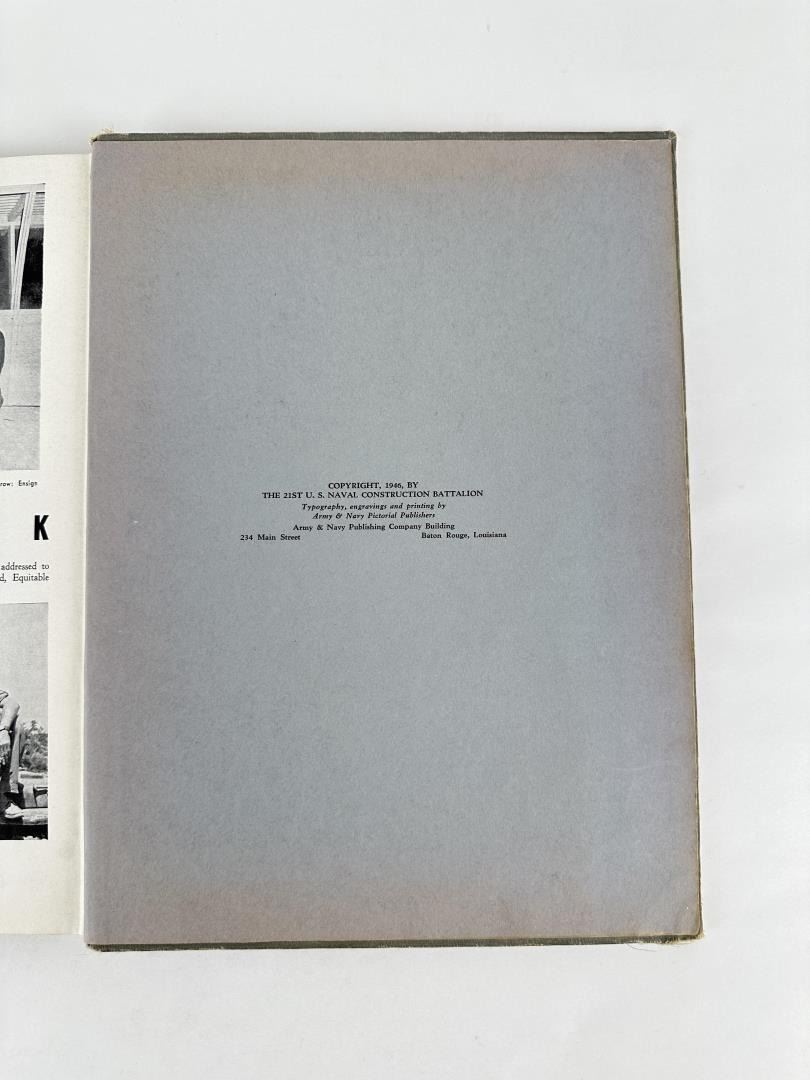 row: Ensign
K
addressed to
d, Equitable
COPYRIGHT, 1946, BY
THE 21ST U. S. NAVAL CONSTRUCTION BATTALION
Typography, engravings and printing by
Army & Navy Pictorial Publishers
Army & Navy Publishing Company Building
234 Main Street Baton Rouge, Louisiana